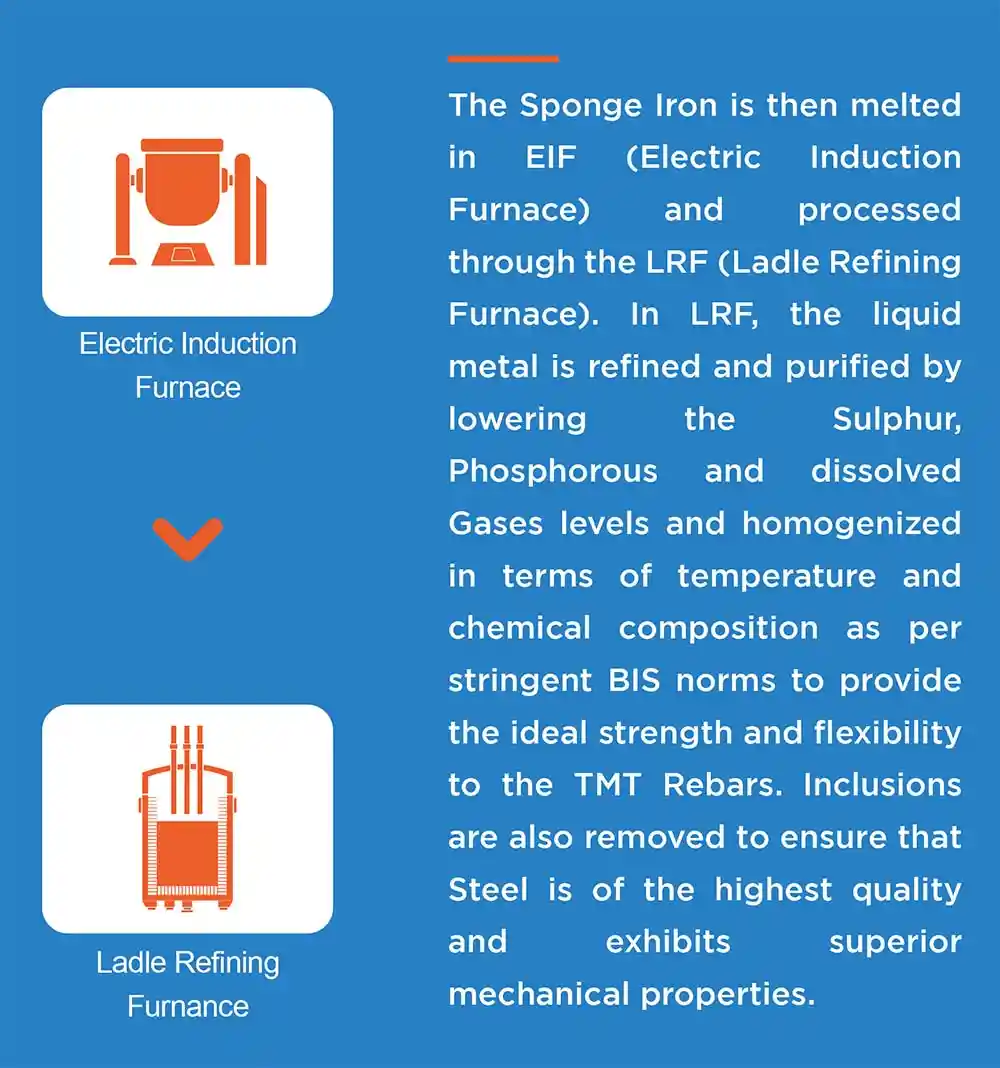 Electric Induction
Furnace
Ladle Refining
Furnance
The Sponge Iron is then melted
in EIF (Electric Induction
Furnace) and processed
through the LRF (Ladle Refining
Furnace). In LRF, the liquid
metal is refined and purified by
lowering the Sulphur,
Phosphorous and dissolved
Gases levels and homogenized
in terms of temperature and
chemical composition as per
stringent BIS norms to provide
the ideal strength and flexibility
to the TMT Rebars. Inclusions
are also removed to ensure that
Steel is of the highest quality
and exhibits superior
mechanical properties.